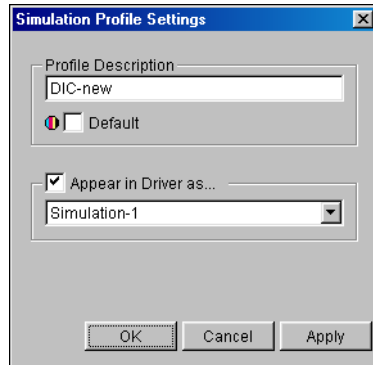 Simulation Profile Settings
Profile Description
DIC-new
Default
Appear in Driver as...
Simulation-1
OK Cancel Apply